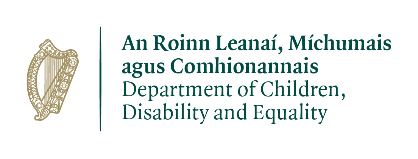 An Roinn Leanaí, Míchumais
agus Comhionannais
Department of Children,
Disability and Equality